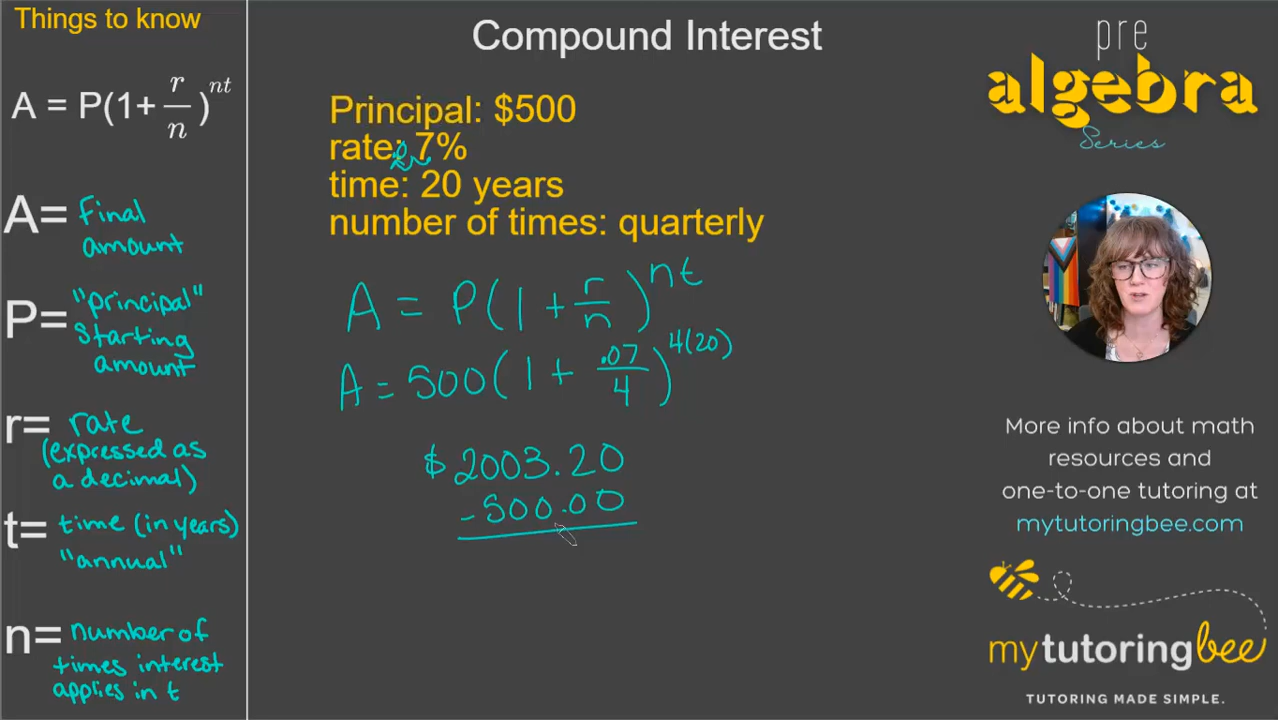 Things to know
A = P(1+ r/n)^nt
A= Final
amount
P= "principal"
Starting
amount
r= rate
(expressed as
a decimal)
t= time (in years)
"annual"
n= number of
times interest
applies in t
Compound Interest
Principal: $500
rate: 7%
time: 20 years
number of times: quarterly
A = P(1 + r/n)^nt
A = 500(1 + .07/4)^4(20)
$2003.20
-500.00
pre
algebra
Series
More info about math
resources and
one-to-one tutoring at
mytutoringbee.com
mytutoringbee
TUTORING MADE SIMPLE.